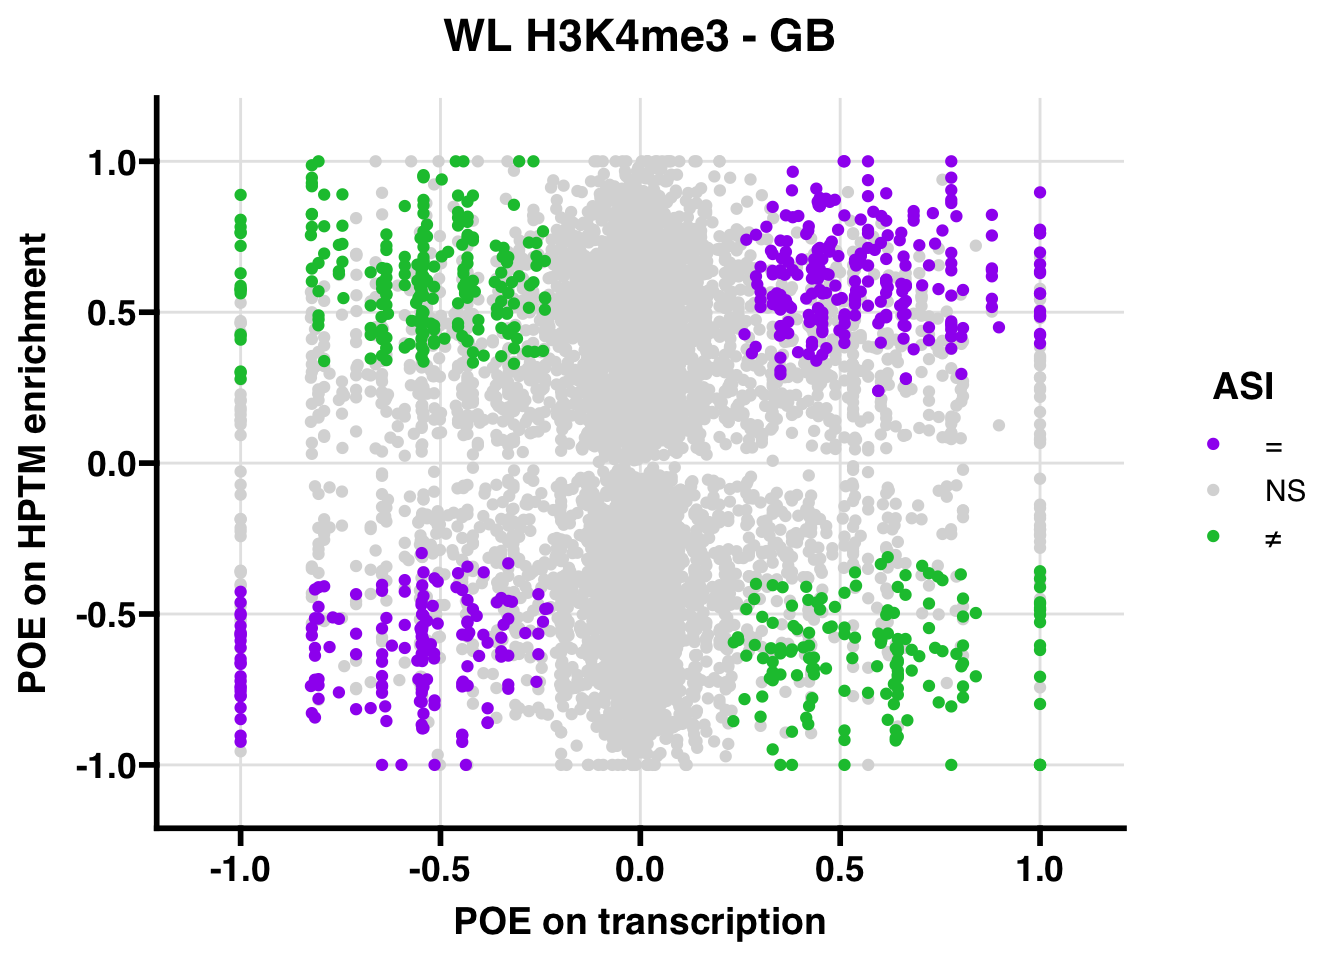 WL H3K4me3 - GB
POE on HPTM enrichment
1.0
0.5
0.0
-0.5
-1.0
-1.0
-0.5
0.0
0.5
1.0
POE on transcription
ASI
=
NS
≠